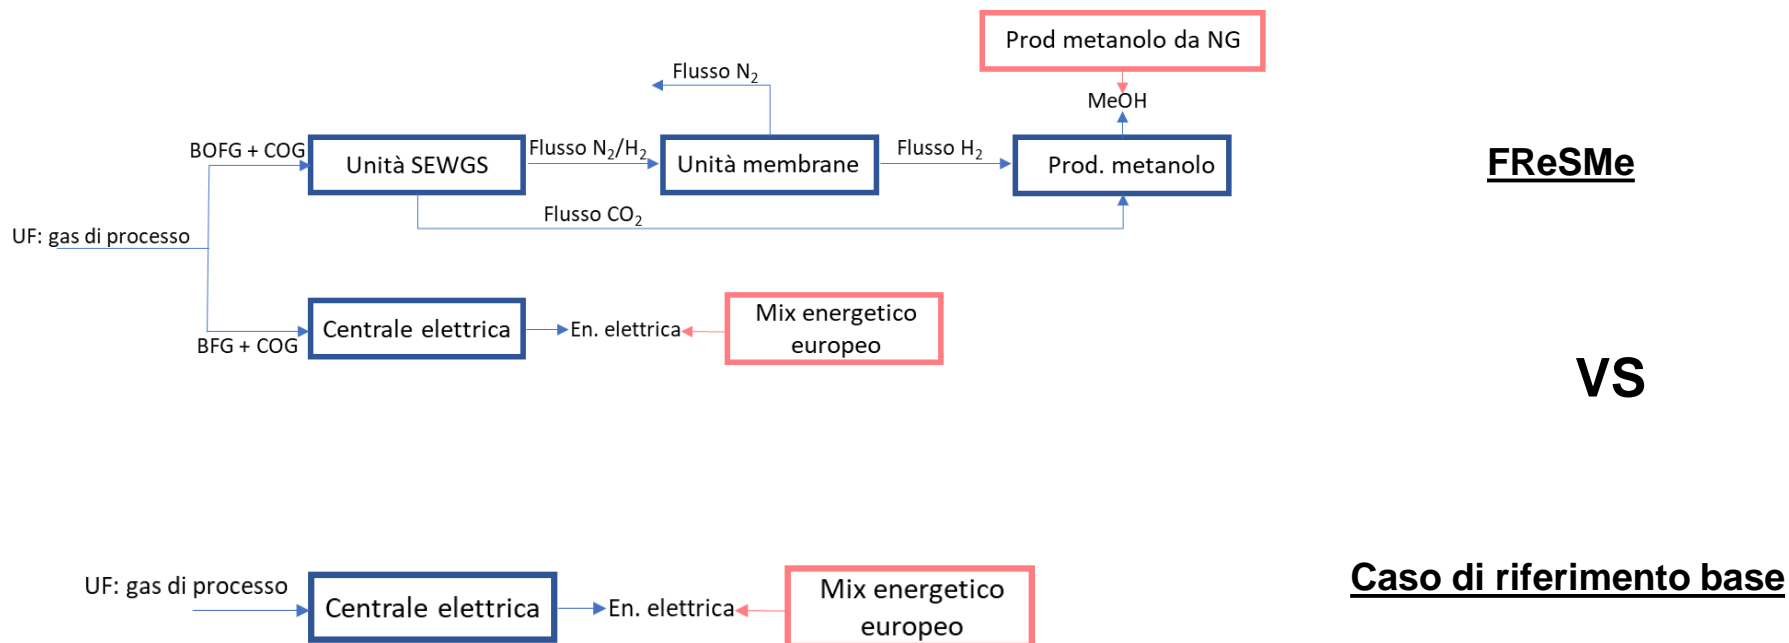 Prod metanolo da NG
Flusso N₂
MeOH
BOFG + COG
Unità SEWGS
Flusso N₂/H₂
Unità membrane
Flusso H₂
Prod. metanolo
FReSMe
Flusso CO₂
UF: gas di processo
BFG + COG
Centrale elettrica
En. elettrica
Mix energetico
europeo
VS
UF: gas di processo
Centrale elettrica
En. elettrica
Mix energetico
europeo
Caso di riferimento base